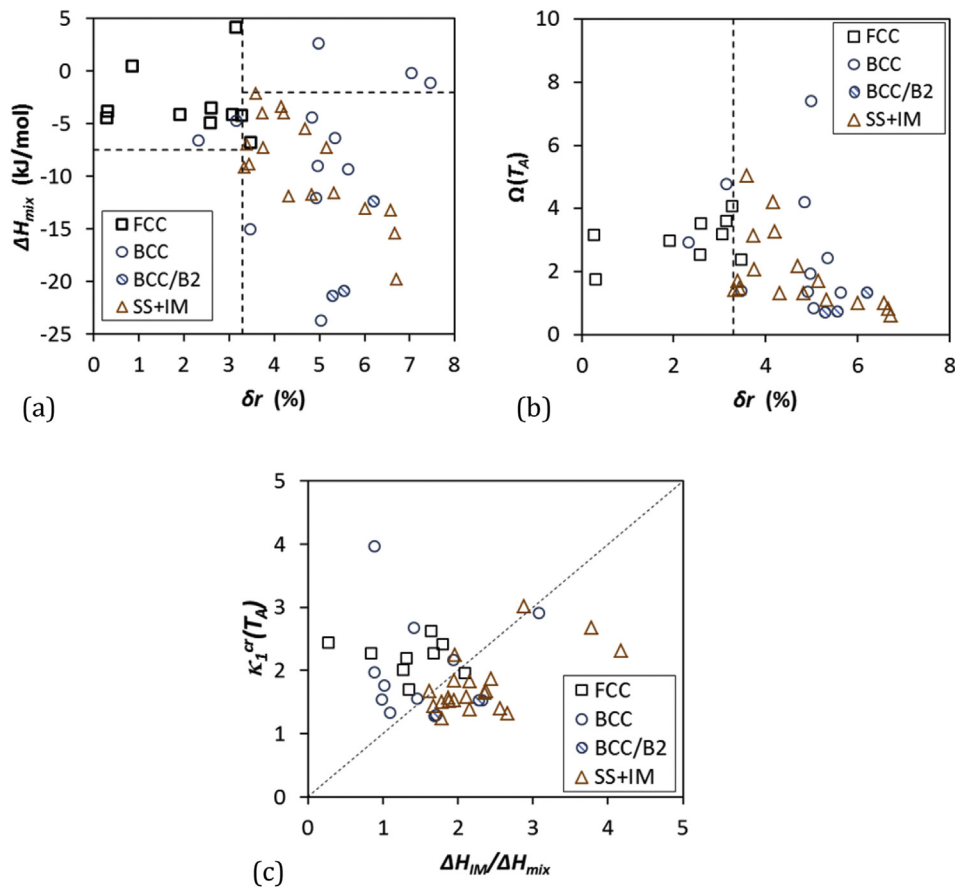 5
0
-5
-10
-15
-20
-25
ΔHmix (kJ/mol)
FCC
BCC
BCC/B2
SS+IM
0 1 2 3 4 5 6 7 8
δr (%)
(a)
10
8
6
4
2
0
Ω(TA)
FCC
BCC
BCC/B2
SS+IM
0 2 4 6 8
δr (%)
(b)
5
4
3
2
1
0
κ1cr(TA)
FCC
BCC
BCC/B2
SS+IM
0 1 2 3 4 5
ΔHIM/ΔHmix
(c)